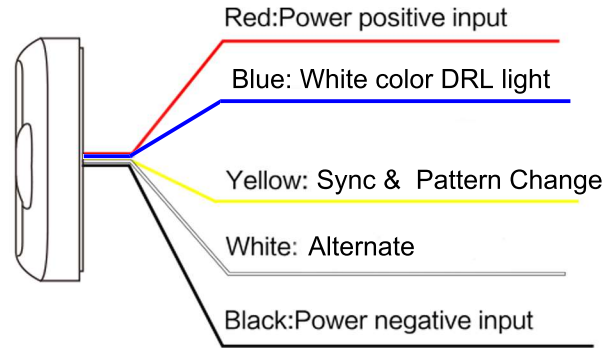 Red:Power positive input
Blue: White color DRL light
Yellow: Sync & Pattern Change
White: Alternate
Black:Power negative input